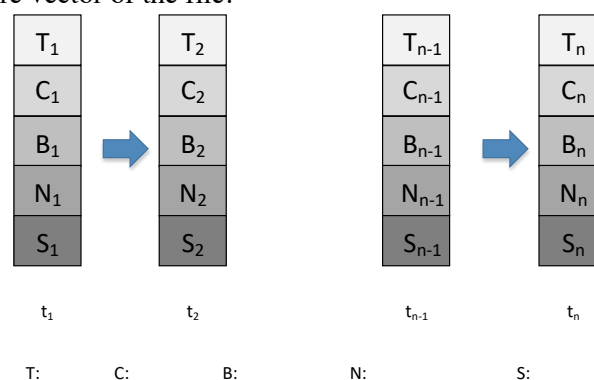 re vector of the file.
T1 T2 Tn-1 Tn
C1 C2 Cn-1 Cn
B1 B2 Bn-1 Bn
N1 N2 Nn-1 Nn
S1 S2 Sn-1 Sn
t1 t2 tn-1 tn
T: C: B: N: S: